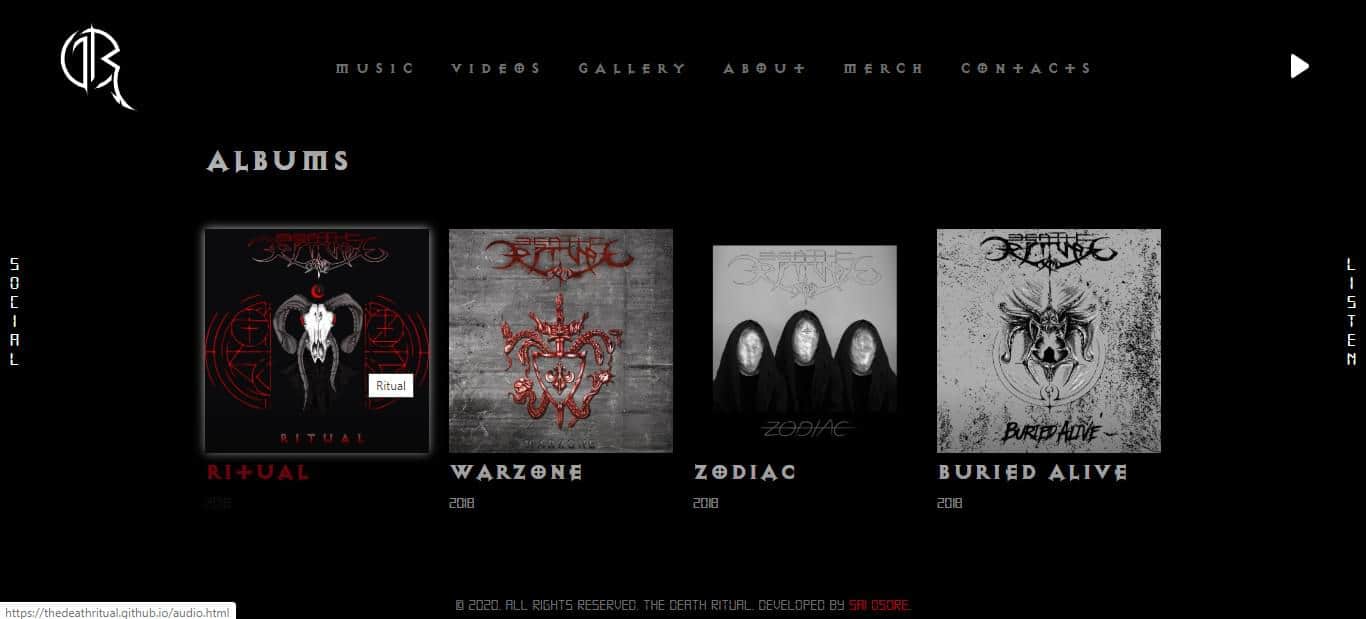 MUSIC VIDEOS GALLERY ABOUT MERCH CONTACTS
ALBUMS
SOCIAL
LISTEN
RITUAL
Ritual
WARZONE
ZODIAC
BURIED ALIVE
RITUAL WARZONE ZODIAC BURIED ALIVE
2018 2018 2018
© 2020. ALL RIGHTS RESERVED. THE DEATH RITUAL. DEVELOPED BY SAI OSORE.
https://thedeathritual.github.io/audio.html